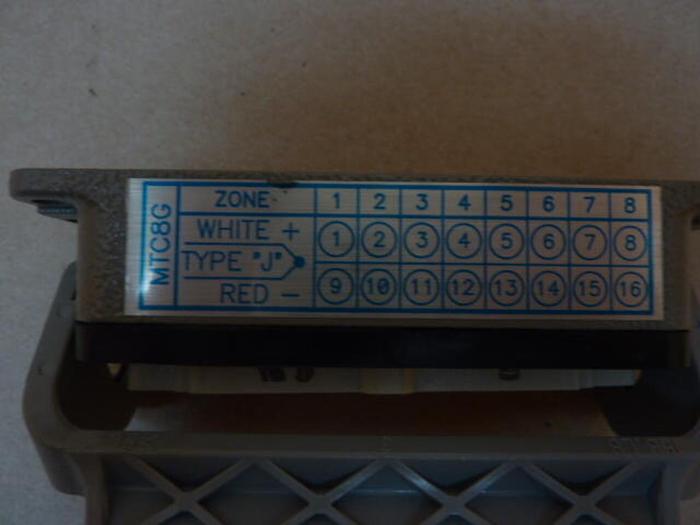 MTC8G
ZONE 1 2 3 4 5 6 7 8
WHITE + 1 2 3 4 5 6 7 8
TYPE "J"
RED - 9 10 11 12 13 14 15 16